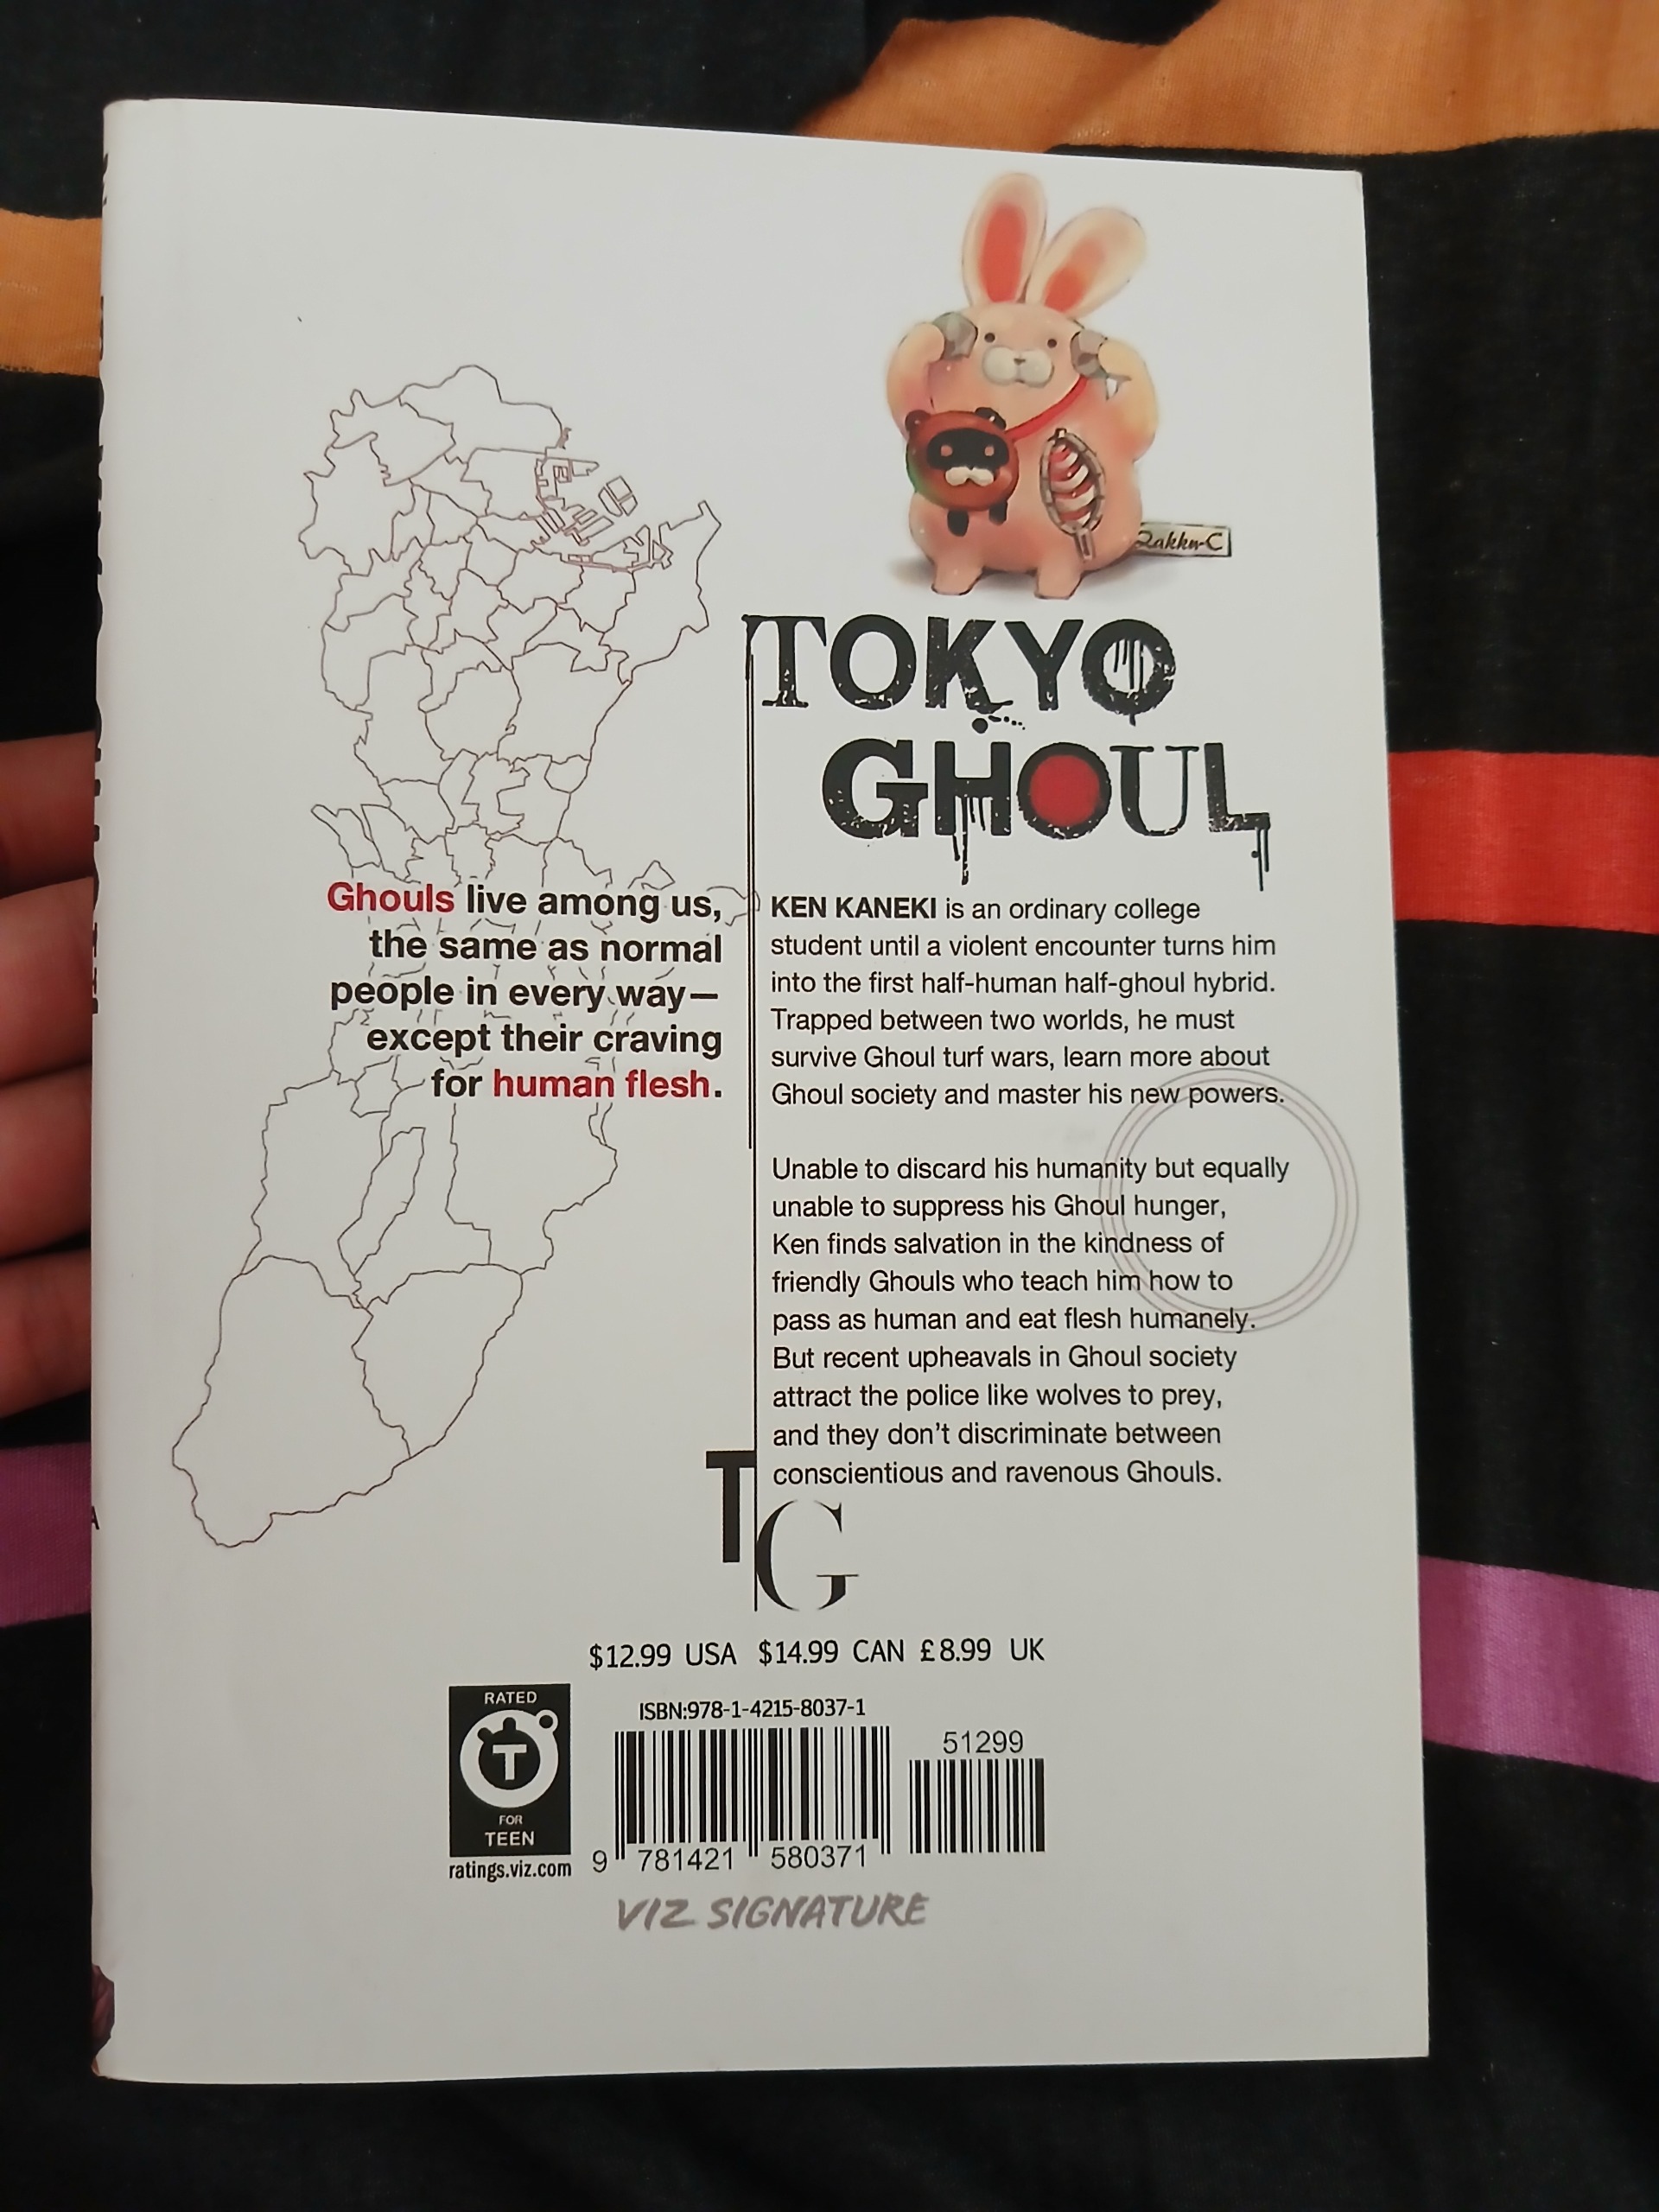 Zakku-C
TOKYO
GHOUL
Ghouls live among us,
the same as normal
people in every way—
except their craving
for human flesh.
KEN KANEKI is an ordinary college
student until a violent encounter turns him
into the first half-human half-ghoul hybrid.
Trapped between two worlds, he must
survive Ghoul turf wars, learn more about
Ghoul society and master his new powers.
Unable to discard his humanity but equally
unable to suppress his Ghoul hunger,
Ken finds salvation in the kindness of
friendly Ghouls who teach him how to
pass as human and eat flesh humanely.
But recent upheavals in Ghoul society
attract the police like wolves to prey,
and they don't discriminate between
conscientious and ravenous Ghouls.
TG
$12.99 USA $14.99 CAN £8.99 UK
RATED
T
FOR
TEEN
ratings.viz.com
ISBN:978-1-4215-8037-1
51299
9 781421 580371
VIZ SIGNATURE